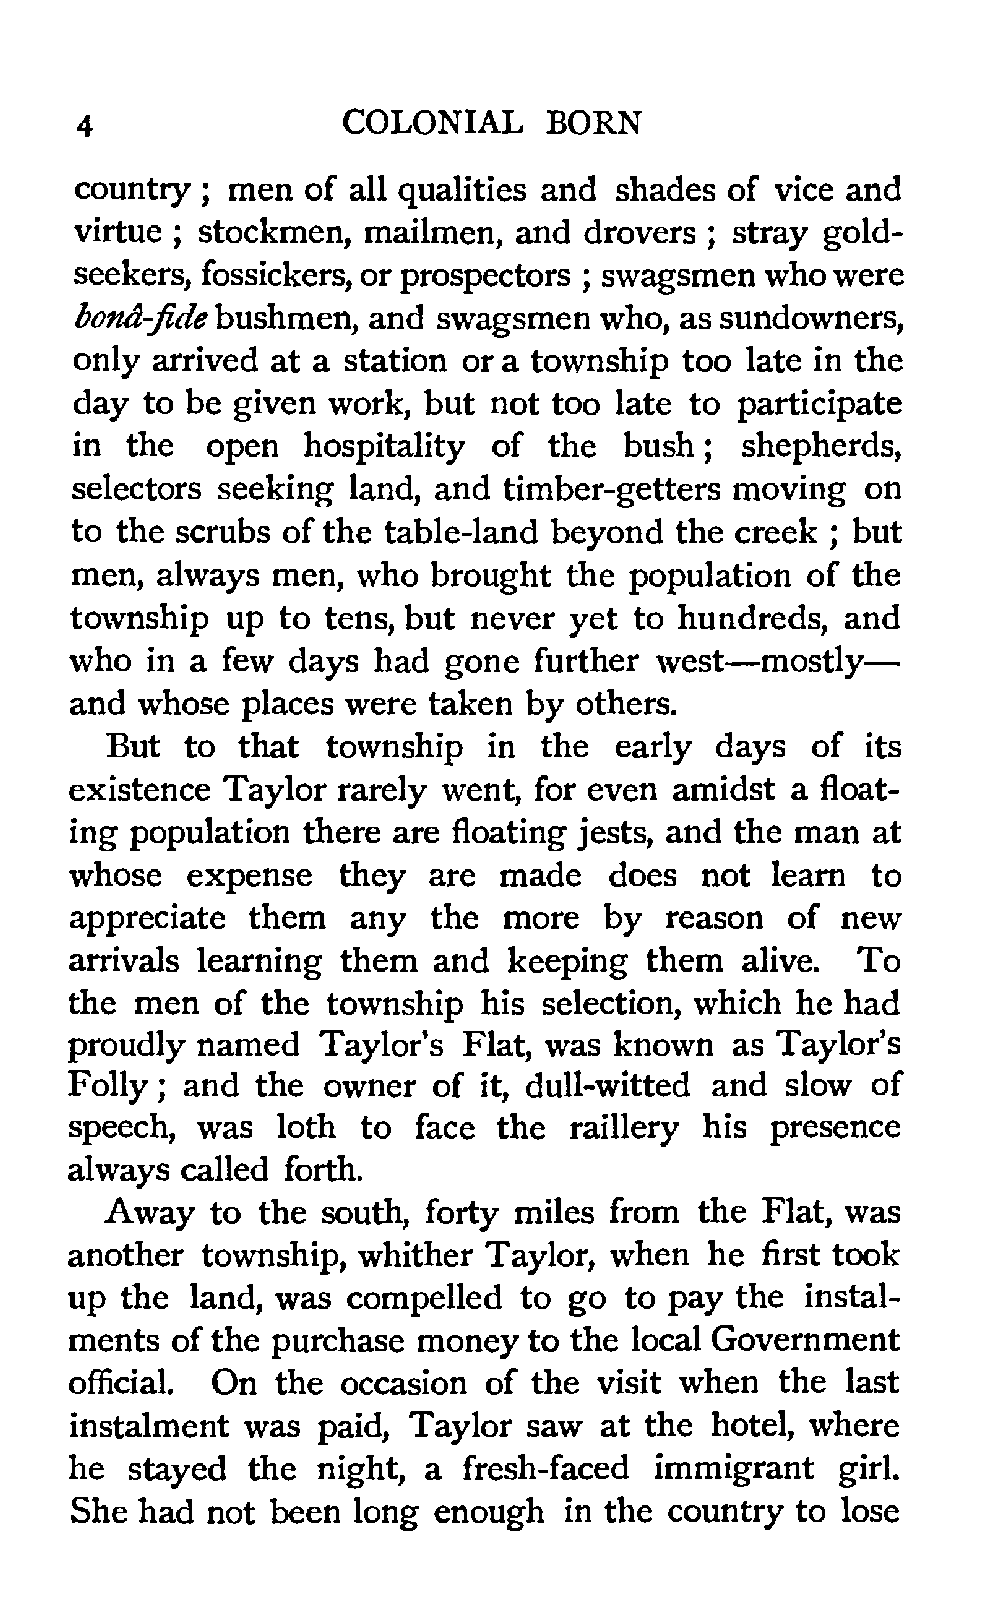 4 COLONIAL BORN
country ; men of all qualities and shades of vice and
virtue ; stockmen, mailmen, and drovers ; stray gold-
seekers, fossickers, or prospectors ; swagsmen who were
bonâ-fide bushmen, and swagsmen who, as sundowners,
only arrived at a station or a township too late in the
day to be given work, but not too late to participate
in the open hospitality of the bush ; shepherds,
selectors seeking land, and timber-getters moving on
to the scrubs of the table-land beyond the creek ; but
men, always men, who brought the population of the
township up to tens, but never yet to hundreds, and
who in a few days had gone further west—mostly—
and whose places were taken by others.
But to that township in the early days of its
existence Taylor rarely went, for even amidst a float-
ing population there are floating jests, and the man at
whose expense they are made does not learn to
appreciate them any the more by reason of new
arrivals learning them and keeping them alive. To
the men of the township his selection, which he had
proudly named Taylor's Flat, was known as Taylor's
Folly ; and the owner of it, dull-witted and slow of
speech, was loth to face the raillery his presence
always called forth.
Away to the south, forty miles from the Flat, was
another township, whither Taylor, when he first took
up the land, was compelled to go to pay the instal-
ments of the purchase money to the local Government
official. On the occasion of the visit when the last
instalment was paid, Taylor saw at the hotel, where
he stayed the night, a fresh-faced immigrant girl.
She had not been long enough in the country to lose